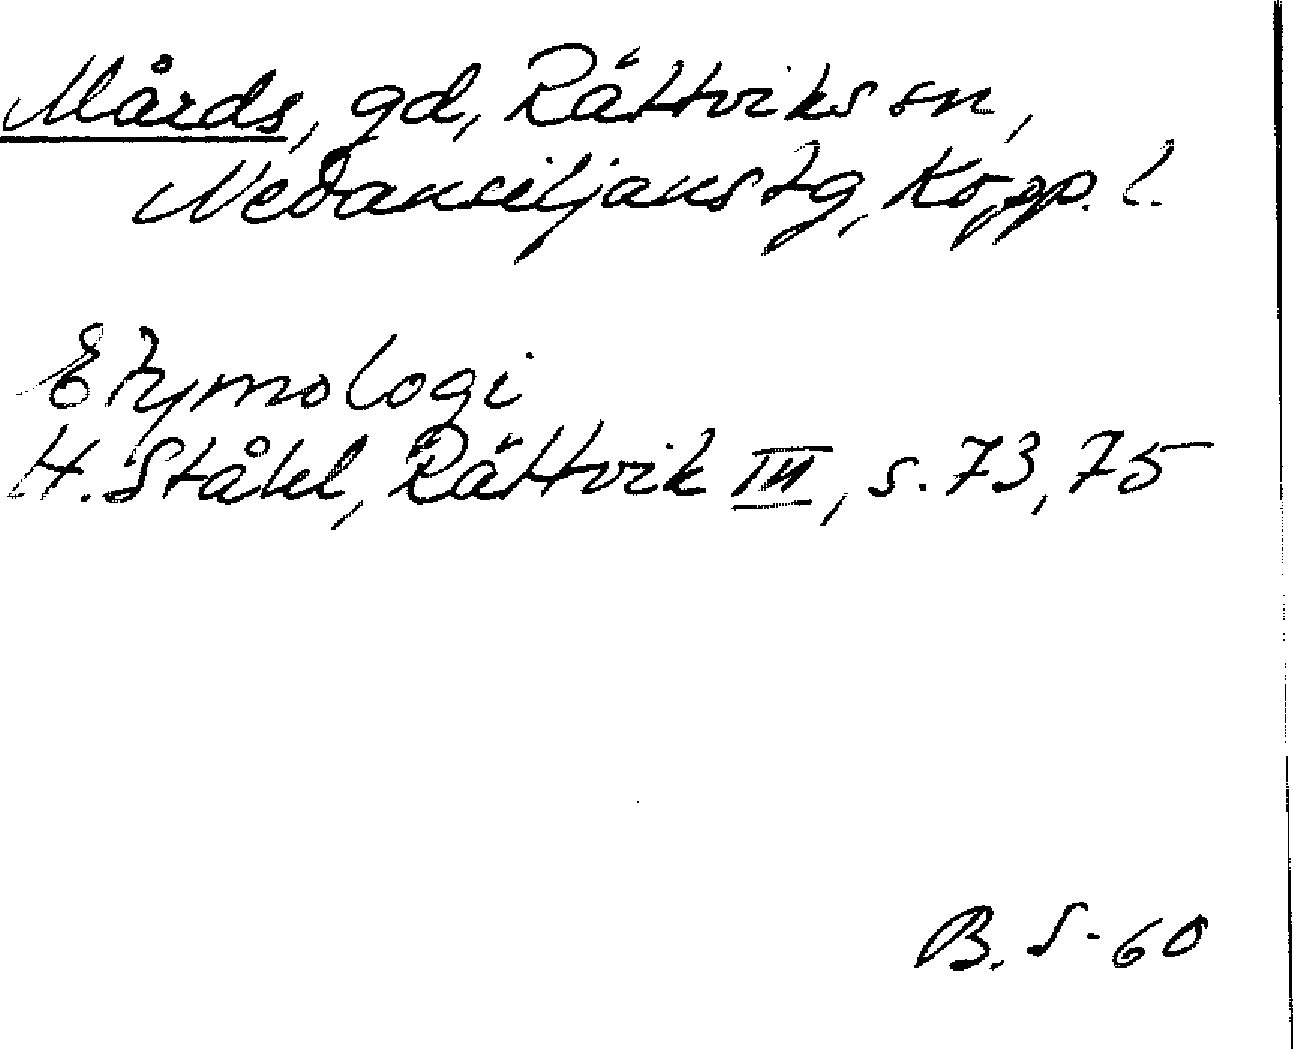 Mårds, gd, Rättviks sn,
Nedansiljans tg, Kopp. l.
Etymologi
H. Ståhl, Rättvik III, s. 73, 75
B. S-60